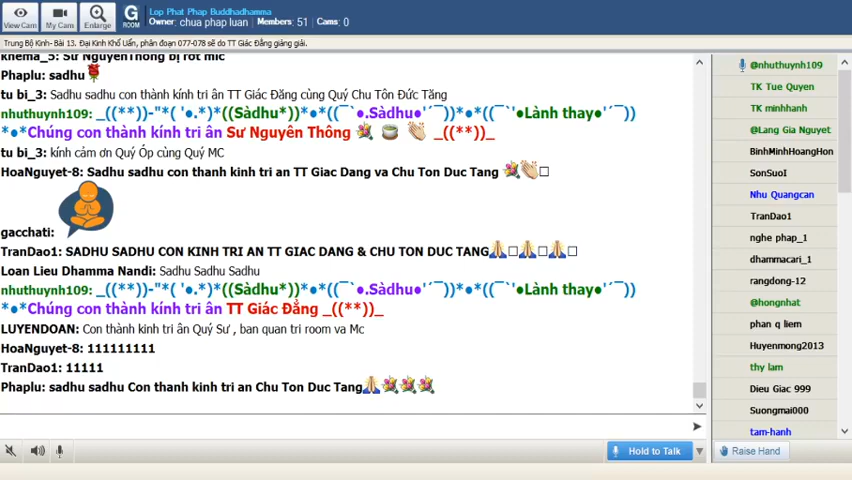 View Cam
My Cam
Enlarge
G
ROOM
Lop Phat Phap Buddhadhamma
Owner: chua phap luan
Members: 51
Cams: 0
Trung Bộ Kinh- Bài 13. Đại Kinh Khổ Uẩn, phân đoạn 077-078 sẽ do TT Giác Đẳng giảng giải.
khema_5: Sư NguyenThong bị rớt mic
Phaplu: sadhu🌹
tu bi_3: Sadhu sadhu con thành kính tri ân TT Giác Đăng cùng Quý Chư Tôn Đức Tăng
nhuthuynh109: _((**))-"*( '●.*)*((Sàdhu*))*●*((¯`●.Sàdhu●'´¯))*●*((¯`'●Lành thay●'´¯))
*●*Chúng con thành kính tri ân Sư Nguyên Thông 💐 🍵 👏 _((**))_
tu bi_3: kính cảm ơn Quý Ốp cùng Quý MC
HoaNguyet-8: Sadhu sadhu con thanh kinh tri an TT Giac Dang va Chu Ton Duc Tang 💐👏□
gacchati:
TranDao1: SADHU SADHU CON KINH TRI AN TT GIAC DANG & CHU TON DUC TANG🙏□🙏□🙏□
Loan Lieu Dhamma Nandi: Sadhu Sadhu Sadhu
nhuthuynh109: _((**))-"*( '●.*)*((Sàdhu*))*●*((¯`●.Sàdhu●'´¯))*●*((¯`'●Lành thay●'´¯))
*●*Chúng con thành kính tri ân TT Giác Đẳng _((**))_
LUYENDOAN: Con thành kinh tri ân Quý Sư , ban quan tri room va Mc
HoaNguyet-8: 111111111
TranDao1: 11111
Phaplu: sadhu sadhu Con thanh kinh tri an Chu Ton Duc Tang🙏💐💐💐
Hold to Talk
@nhuthuynh109
TK Tue Quyen
TK minhhanh
@Lang Gia Nguyet
BinhMinhHoangHon
SonSuoI
Nhu Quangcan
TranDao1
nghe phap_1
dhammacari_1
rangdong-12
@hongnhat
phan q liem
Huyenmong2013
thy lam
Dieu Giac 999
Suongmai000
tam-hanh
Raise Hand